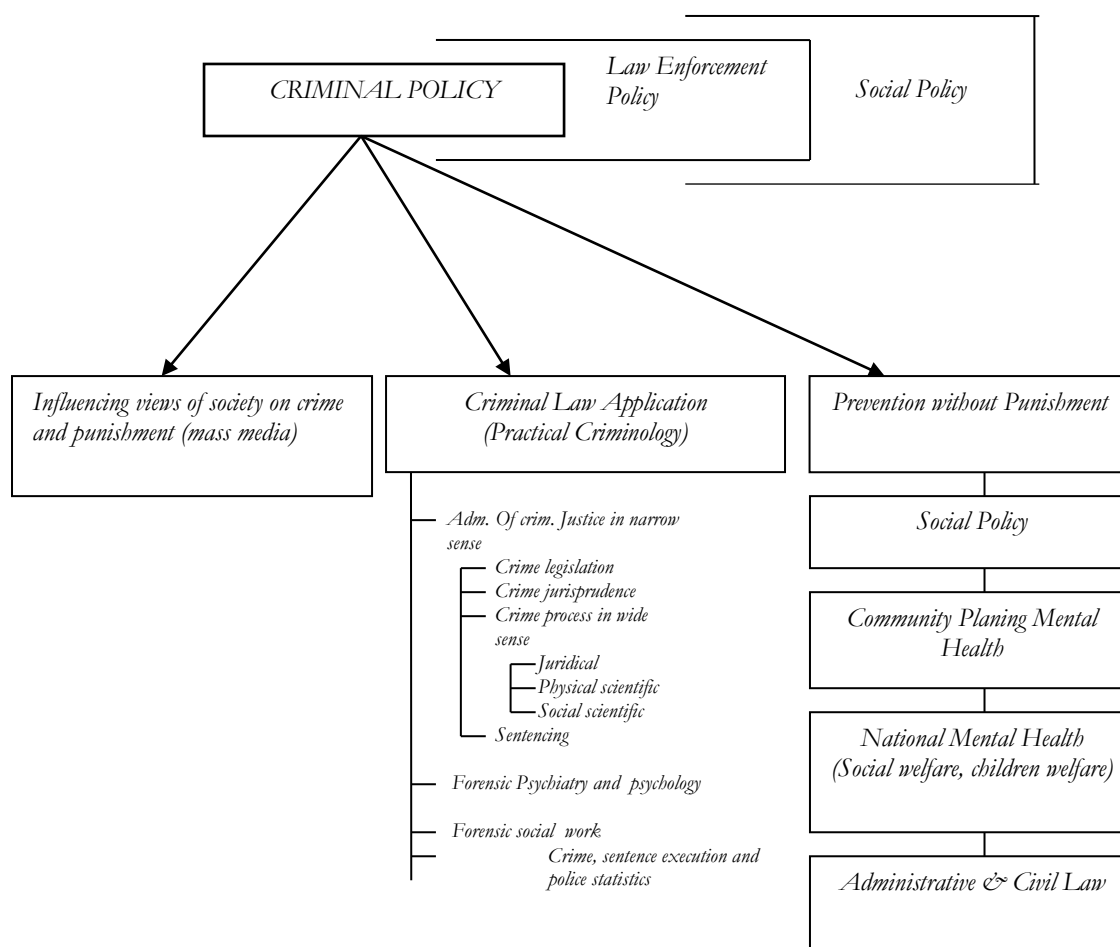 CRIMINAL POLICY
Law Enforcement
Policy
Social Policy
Influencing views of society on crime
and punishment (mass media)
Criminal Law Application
(Practical Criminology)
Adm. Of crim. Justice in narrow
sense
Crime legislation
Crime jurisprudence
Crime process in wide
sense
Juridical
Physical scientific
Social scientific
Sentencing
Forensic Psychiatry and psychology
Forensic social work
Crime, sentence execution and
police statistics
Prevention without Punishment
Social Policy
Community Planing Mental
Health
National Mental Health
(Social welfare, children welfare)
Administrative & Civil Law